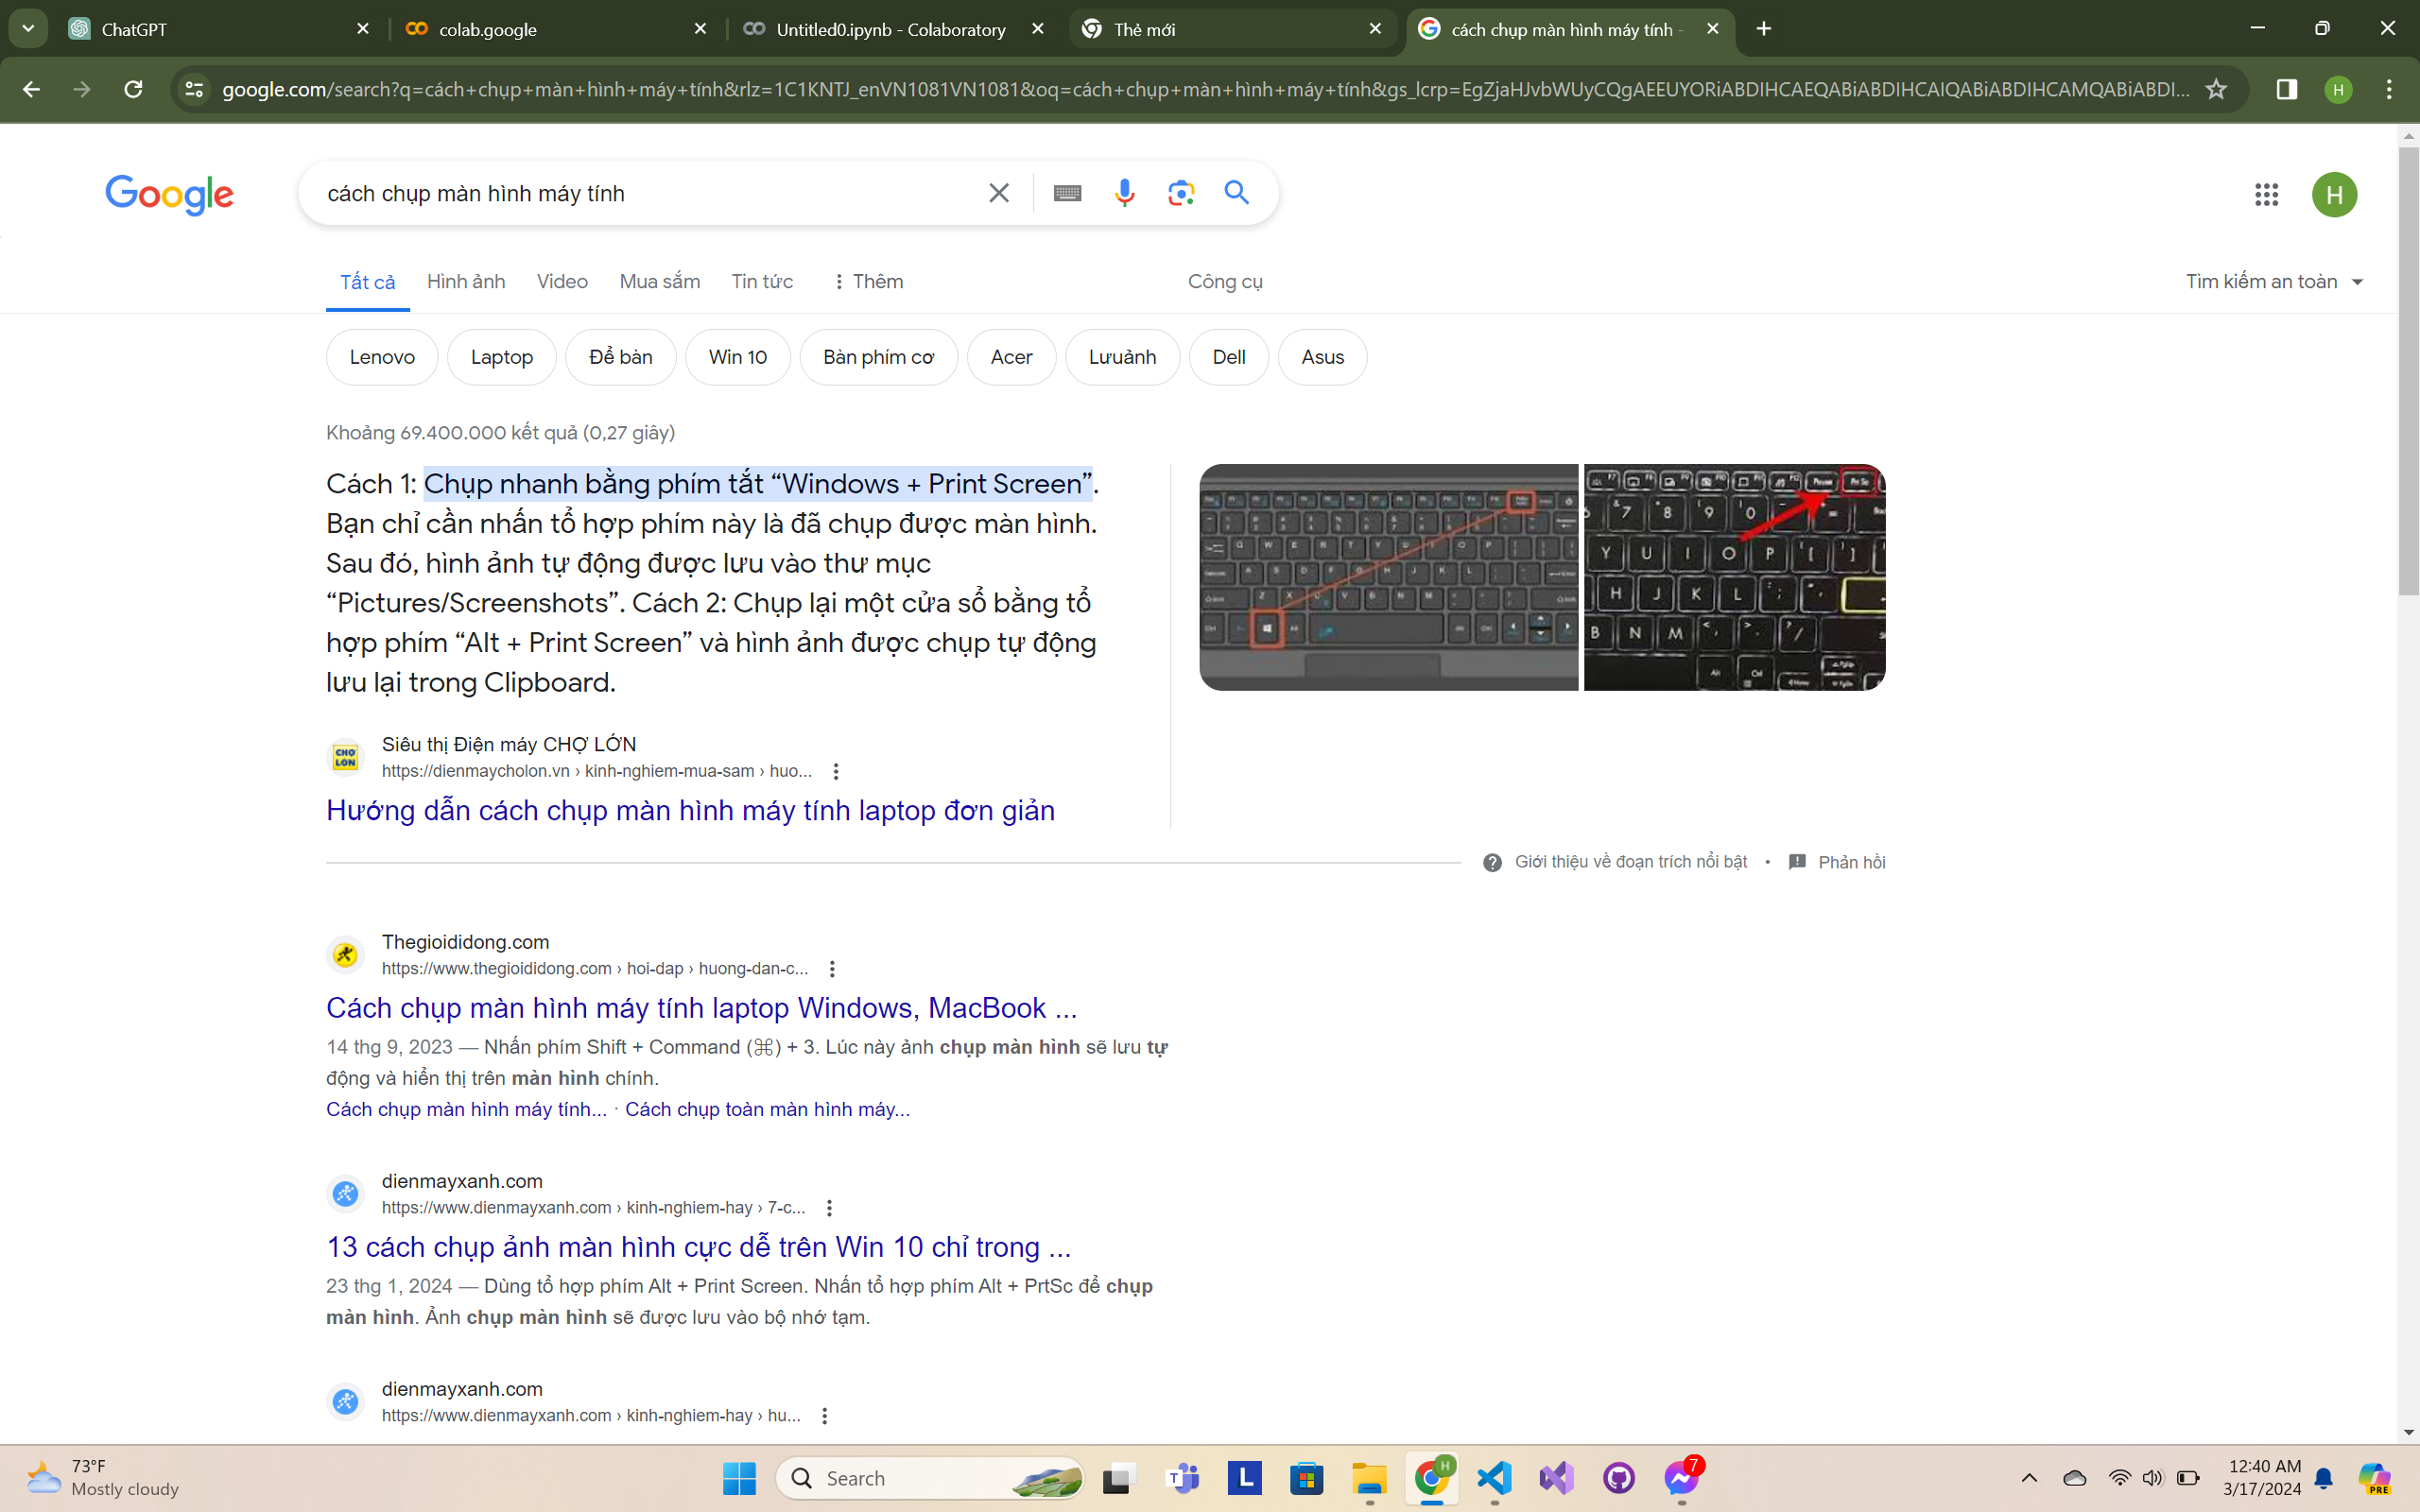 ChatGPT
colab.google
Untitled0.ipynb - Colaboratory
Thẻ mới
cách chụp màn hình máy tính -
google.com/search?q=cách+chụp+màn+hình+máy+tính&rlz=1C1KNTJ_enVN1081VN1081&oq=cách+chụp+màn+hình+máy+tính&gs_lcrp=EgZjaHJvbWUyCQgAEEUYORiABDIHCAEQABiABDIHCAIQABiABDIHCAMQABiABDI...
H
Google
cách chụp màn hình máy tính
H
Tất cả
Hình ảnh
Video
Mua sắm
Tin tức
Thêm
Công cụ
Tìm kiếm an toàn
Lenovo
Laptop
Để bàn
Win 10
Bàn phím cơ
Acer
Lưuảnh
Dell
Asus
Khoảng 69.400.000 kết quả (0,27 giây)
Cách 1: Chụp nhanh bằng phím tắt “Windows + Print Screen”.
Bạn chỉ cần nhấn tổ hợp phím này là đã chụp được màn hình.
Sau đó, hình ảnh tự động được lưu vào thư mục
“Pictures/Screenshots”. Cách 2: Chụp lại một cửa sổ bằng tổ
hợp phím “Alt + Print Screen” và hình ảnh được chụp tự động
lưu lại trong Clipboard.
CHỢ
LỚN
Siêu thị Điện máy CHỢ LỚN
https://dienmaycholon.vn › kinh-nghiem-mua-sam › huo...
Hướng dẫn cách chụp màn hình máy tính laptop đơn giản
Giới thiệu về đoạn trích nổi bật
•
Phản hồi
Thegioididong.com
https://www.thegioididong.com › hoi-dap › huong-dan-c...
Cách chụp màn hình máy tính laptop Windows, MacBook ...
14 thg 9, 2023 — Nhấn phím Shift + Command (⌘) + 3. Lúc này ảnh chụp màn hình sẽ lưu tự
động và hiển thị trên màn hình chính.
Cách chụp màn hình máy tính... · Cách chụp toàn màn hình máy...
dienmayxanh.com
https://www.dienmayxanh.com › kinh-nghiem-hay › 7-c...
13 cách chụp ảnh màn hình cực dễ trên Win 10 chỉ trong ...
23 thg 1, 2024 — Dùng tổ hợp phím Alt + Print Screen. Nhấn tổ hợp phím Alt + PrtSc để chụp
màn hình. Ảnh chụp màn hình sẽ được lưu vào bộ nhớ tạm.
dienmayxanh.com
https://www.dienmayxanh.com › kinh-nghiem-hay › hu...
73°F
Mostly cloudy
Search
T
L
H
7
12:40 AM
3/17/2024
PRE